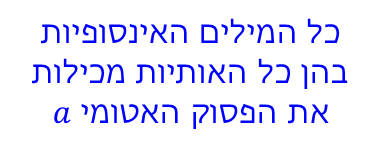 כל המילים האינסופיות
בהן כל האותיות מכילות
את הפסוק האטומי a